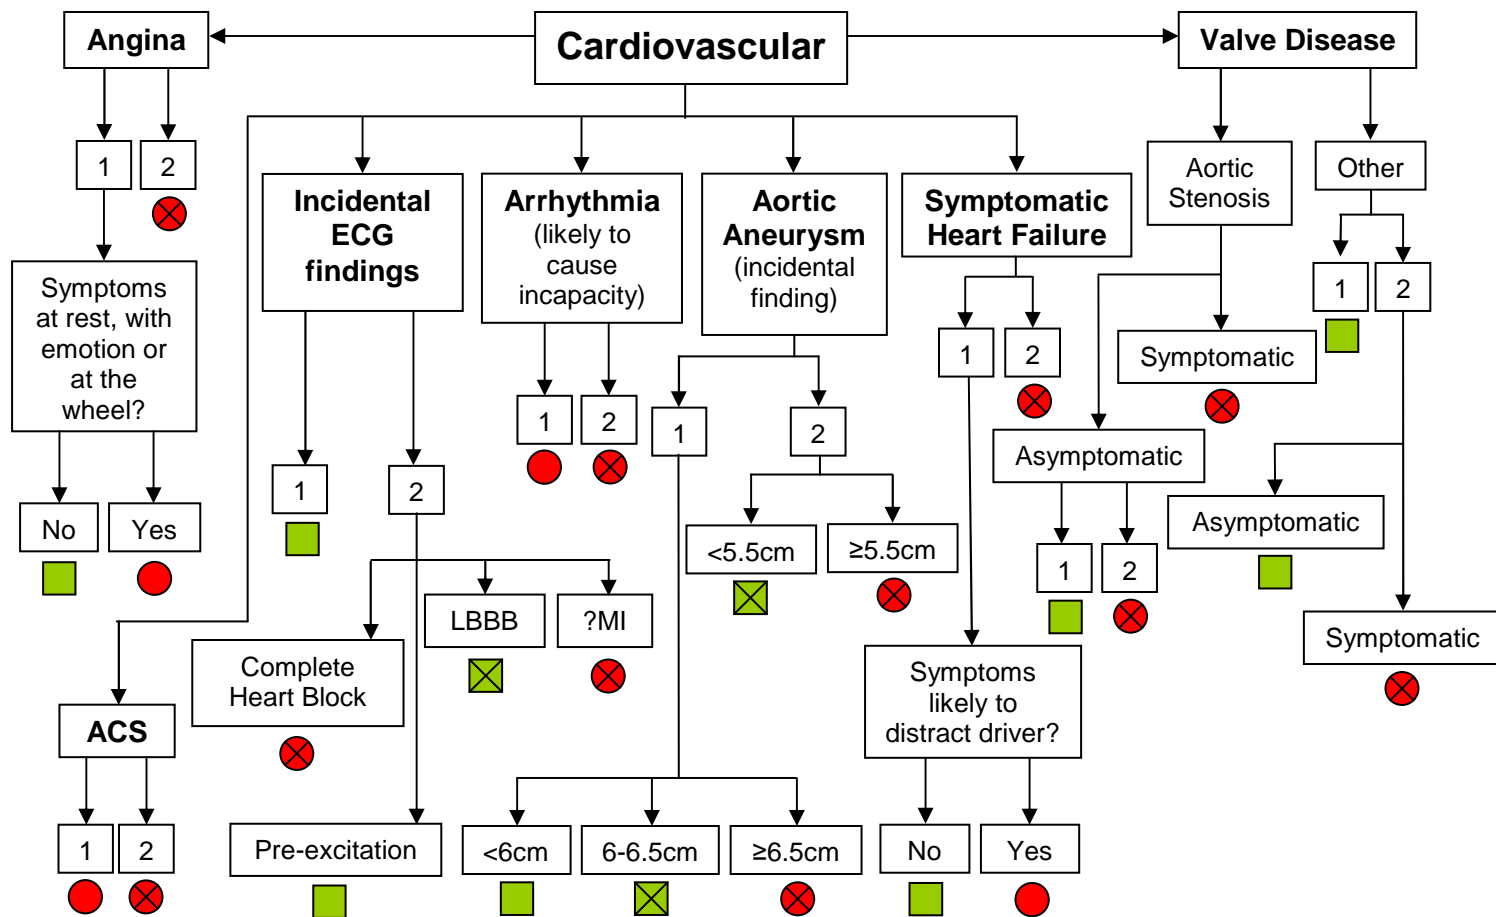 Cardiovascular
Angina
1
2
Symptoms
at rest, with
emotion or
at the
wheel?
No
Yes
ACS
1
2
Incidental
ECG
findings
1
2
Complete
Heart Block
LBBB
?MI
Pre-excitation
Arrhythmia
(likely to
cause
incapacity)
1
2
Aortic
Aneurysm
(incidental
finding)
1
2
<5.5cm
≥5.5cm
<6cm
6-6.5cm
≥6.5cm
Symptomatic
Heart Failure
1
2
Symptoms
likely to
distract driver?
No
Yes
Valve Disease
Aortic
Stenosis
Symptomatic
Asymptomatic
1
2
Other
1
2
Asymptomatic
Symptomatic